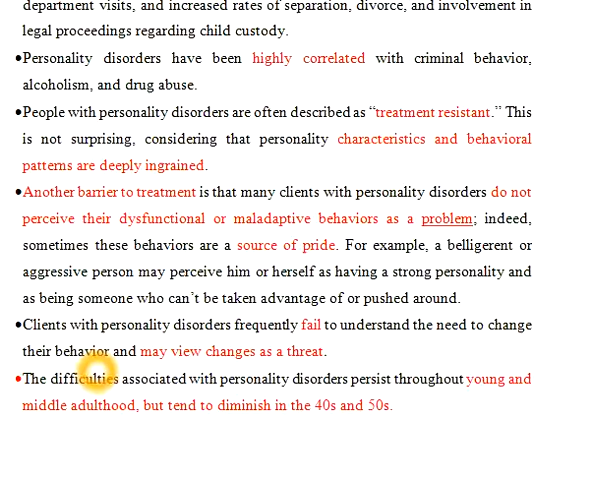 department visits, and increased rates of separation, divorce, and involvement in
legal proceedings regarding child custody.
•Personality disorders have been highly correlated with criminal behavior,
alcoholism, and drug abuse.
•People with personality disorders are often described as “treatment resistant.” This
is not surprising, considering that personality characteristics and behavioral
patterns are deeply ingrained.
•Another barrier to treatment is that many clients with personality disorders do not
perceive their dysfunctional or maladaptive behaviors as a problem; indeed,
sometimes these behaviors are a source of pride. For example, a belligerent or
aggressive person may perceive him or herself as having a strong personality and
as being someone who can’t be taken advantage of or pushed around.
•Clients with personality disorders frequently fail to understand the need to change
their behavior and may view changes as a threat.
•The difficulties associated with personality disorders persist throughout young and
middle adulthood, but tend to diminish in the 40s and 50s.